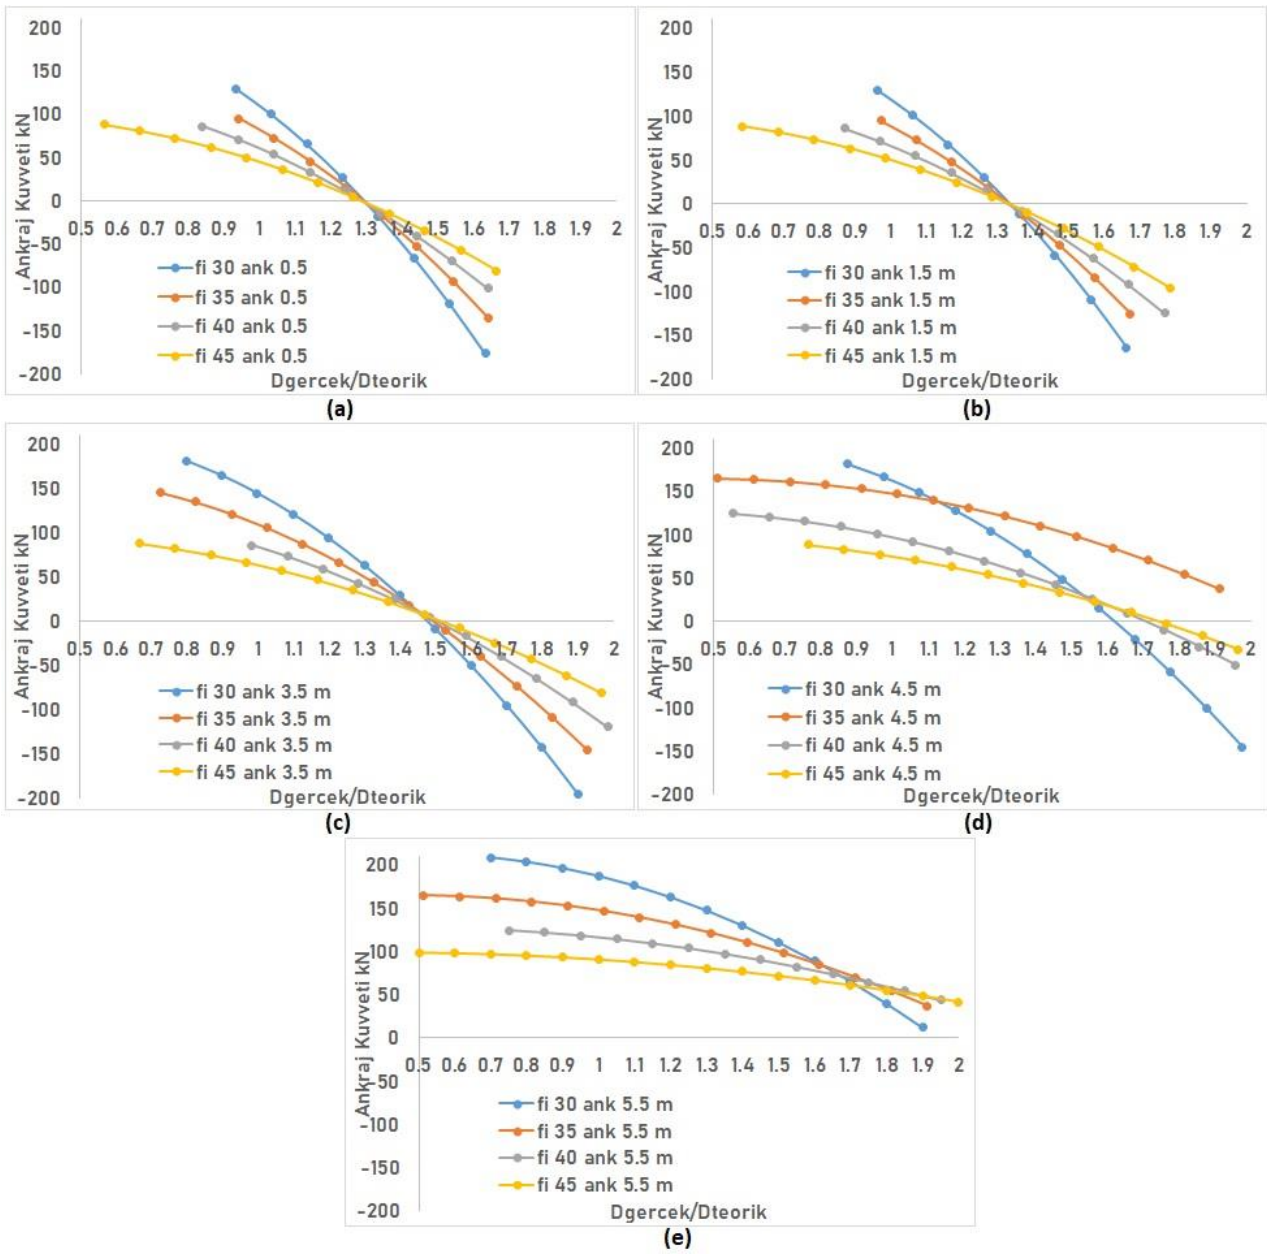 200
150
100
50
0
-50
-100
-150
-200
Ankraj Kuvveti kN
0.5 0.6 0.7 0.8 0.9 1 1.1 1.2 1.3 1.4 1.5 1.6 1.7 1.8 1.9 2
fi 30 ank 0.5
fi 35 ank 0.5
fi 40 ank 0.5
fi 45 ank 0.5
Dgercek/Dteorik
(a)
200
150
100
50
0
-50
-100
-150
-200
Ankraj Kuvveti kN
0.5 0.6 0.7 0.8 0.9 1 1.1 1.2 1.3 1.4 1.5 1.6 1.7 1.8 1.9 2
fi 30 ank 1.5 m
fi 35 ank 1.5 m
fi 40 ank 1.5 m
fi 45 ank 1.5 m
Dgercek/Dteorik
(b)
200
150
100
50
0
-50
-100
-150
-200
Ankraj Kuvveti kN
0.5 0.6 0.7 0.8 0.9 1 1.1 1.2 1.3 1.4 1.5 1.6 1.7 1.8 1.9 2
fi 30 ank 3.5 m
fi 35 ank 3.5 m
fi 40 ank 3.5 m
fi 45 ank 3.5 m
Dgercek/Dteorik
(c)
200
150
100
50
0
-50
-100
-150
-200
Ankraj Kuvveti kN
0.5 0.6 0.7 0.8 0.9 1 1.1 1.2 1.3 1.4 1.5 1.6 1.7 1.8 1.9 2
fi 30 ank 4.5 m
fi 35 ank 4.5 m
fi 40 ank 4.5 m
fi 45 ank 4.5 m
Dgercek/Dteorik
(d)
200
150
100
50
0
-50
-100
-150
-200
Ankraj Kuvveti kN
0.5 0.6 0.7 0.8 0.9 1 1.1 1.2 1.3 1.4 1.5 1.6 1.7 1.8 1.9 2
fi 30 ank 5.5 m
fi 35 ank 5.5 m
fi 40 ank 5.5 m
fi 45 ank 5.5 m
Dgercek/Dteorik
(e)